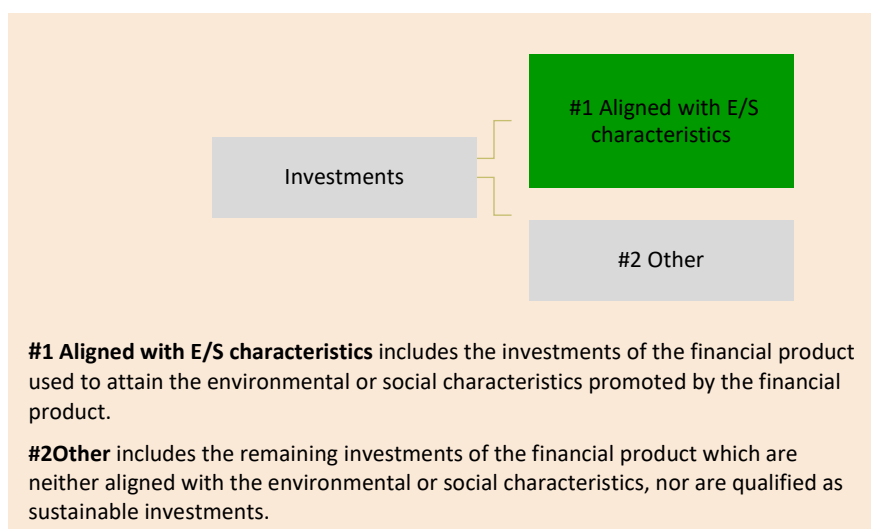 #1 Aligned with E/S
characteristics
Investments
#2 Other
#1 Aligned with E/S characteristics includes the investments of the financial product
used to attain the environmental or social characteristics promoted by the financial
product.
#2Other includes the remaining investments of the financial product which are
neither aligned with the environmental or social characteristics, nor are qualified as
sustainable investments.